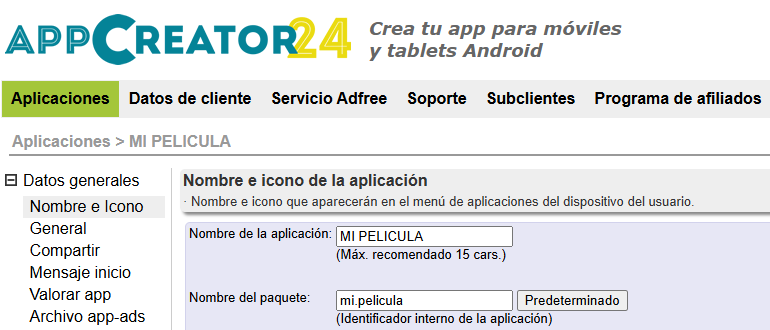 APPCREATOR24
Crea tu app para móviles
y tablets Android
Aplicaciones Datos de cliente Servicio Adfree Soporte Subclientes Programa de afiliados
Aplicaciones > MI PELICULA
Datos generales
Nombre e Icono
General
Compartir
Mensaje inicio
Valorar app
Archivo app-ads
Nombre e icono de la aplicación
· Nombre e icono que aparecerán en el menú de aplicaciones del dispositivo del usuario.
Nombre de la aplicación: MI PELICULA
(Máx. recomendado 15 cars.)
Nombre del paquete: mi.pelicula Predeterminado
(Identificador interno de la aplicación)